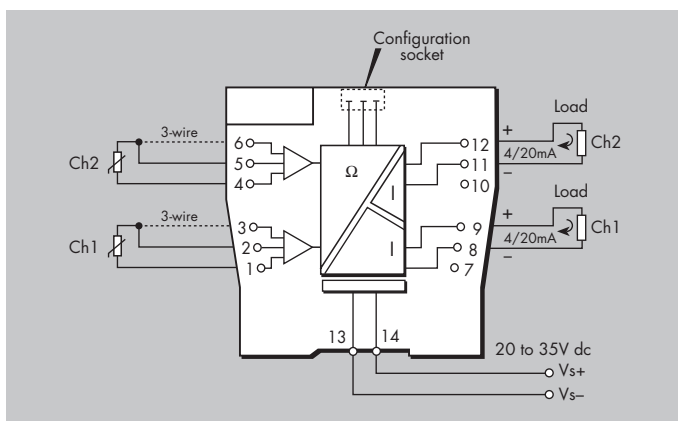 Configuration
socket
Load
3-wire
6
12
+
Ch2
5
Ω
11
4/20mA
Ch2
4
I
10
–
Load
3-wire
3
9
+
Ch1
2
I
8
4/20mA
Ch1
1
7
–
13
14
20 to 35V dc
Vs+
Vs–